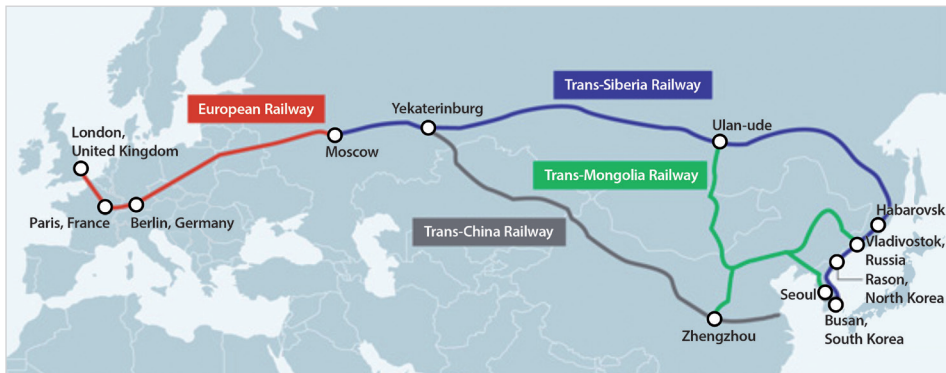 European Railway
Trans-Siberia Railway
Yekaterinburg
London,
United Kingdom
Moscow
Ulan-ude
Trans-Mongolia Railway
Paris, France
Berlin, Germany
Trans-China Railway
Habarovsk
Vladivostok,
Russia
Rason,
North Korea
Seoul
Busan,
South Korea
Zhengzhou